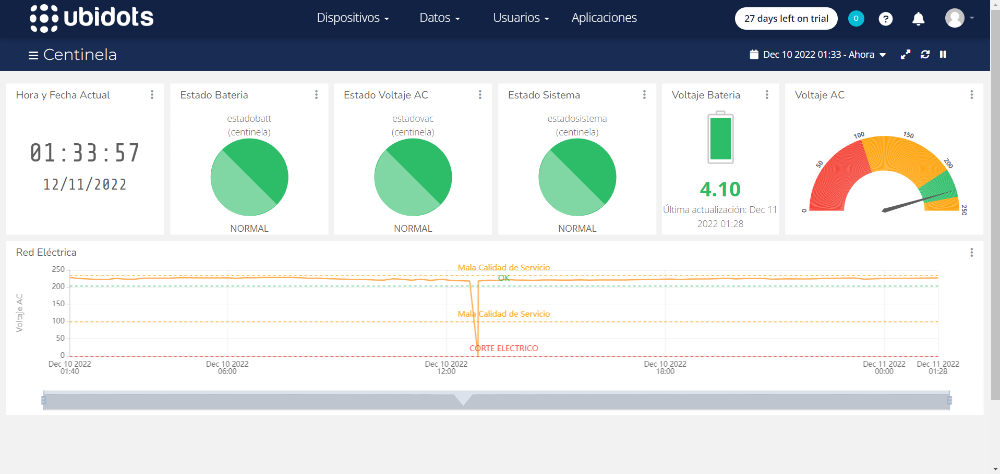 ubidots
Dispositivos
Datos
Usuarios
Aplicaciones
27 days left on trial
0
?
Centinela
Dec 10 2022 01:33 - Ahora
Hora y Fecha Actual
01:33:57
12/11/2022
Estado Bateria
estadobatt
(centinela)
NORMAL
Estado Voltaje AC
estadovac
(centinela)
NORMAL
Estado Sistema
estadosistema
(centinela)
NORMAL
Voltaje Bateria
4.10
Última actualización: Dec 11
2022 01:28
Voltaje AC
0
50
100
150
200
250
Red Eléctrica
Voltaje AC
250
200
150
100
50
0
Mala Calidad de Servicio
OK
Mala Calidad de Servicio
CORTE ELECTRICO
Dec 10 2022
01:40
Dec 10 2022
06:00
Dec 10 2022
12:00
Dec 10 2022
18:00
Dec 11 2022
00:00
Dec 11 2022
01:28